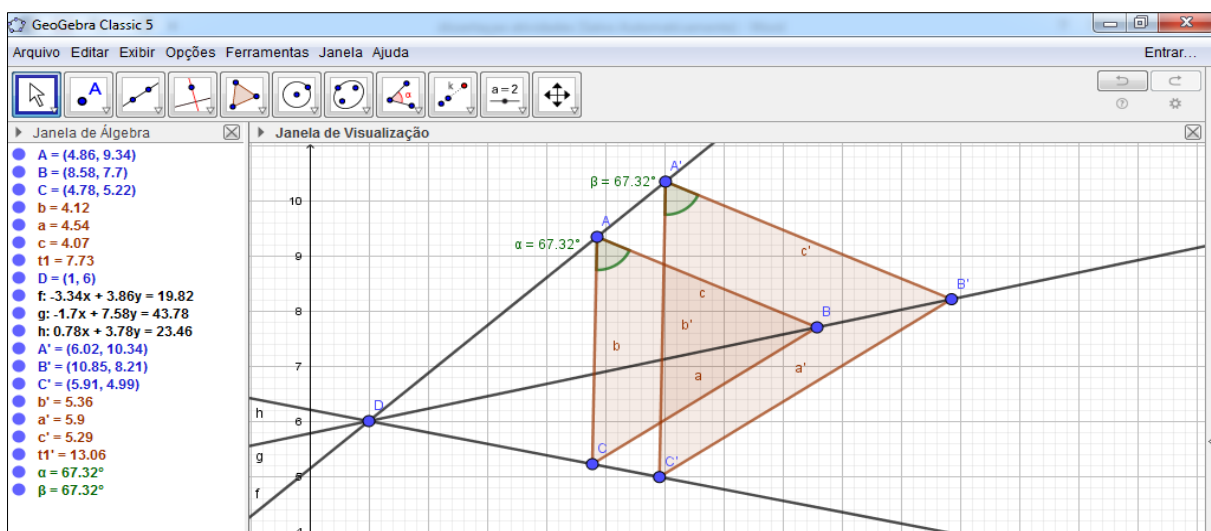 GeoGebra Classic 5
Arquivo Editar Exibir Opções Ferramentas Janela Ajuda
Entrar...
A
α
k
a = 2
Janela de Álgebra
Janela de Visualização
A = (4.86, 9.34)
B = (8.58, 7.7)
C = (4.78, 5.22)
b = 4.12
a = 4.54
c = 4.07
t1 = 7.73
D = (1, 6)
f: -3.34x + 3.86y = 19.82
g: -1.7x + 7.58y = 43.78
h: 0.78x + 3.78y = 23.46
A' = (6.02, 10.34)
B' = (10.85, 8.21)
C' = (5.91, 4.99)
b' = 5.36
a' = 5.9
c' = 5.29
t1' = 13.06
α = 67.32°
β = 67.32°
A'
β = 67.32°
10
A
α = 67.32°
9
c'
B'
c
8
B
b'
b
7
a'
a
D
h
6
g
C
C'
5
f
4